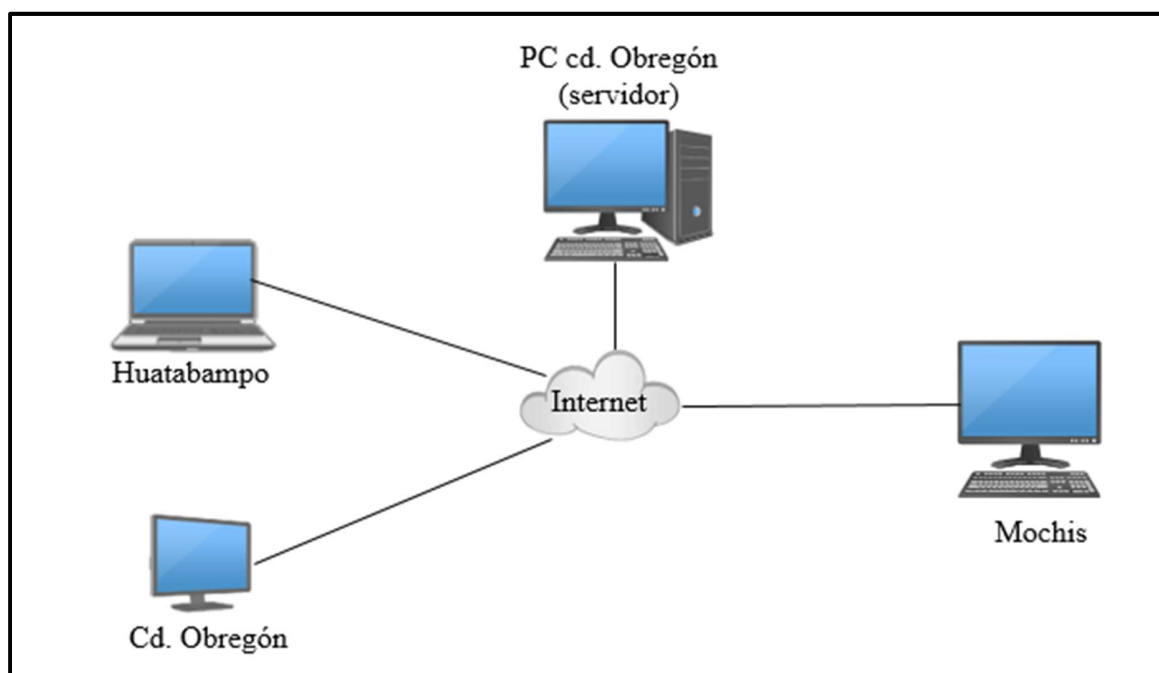 PC cd. Obregón
(servidor)
Huatabampo
Internet
Mochis
Cd. Obregón